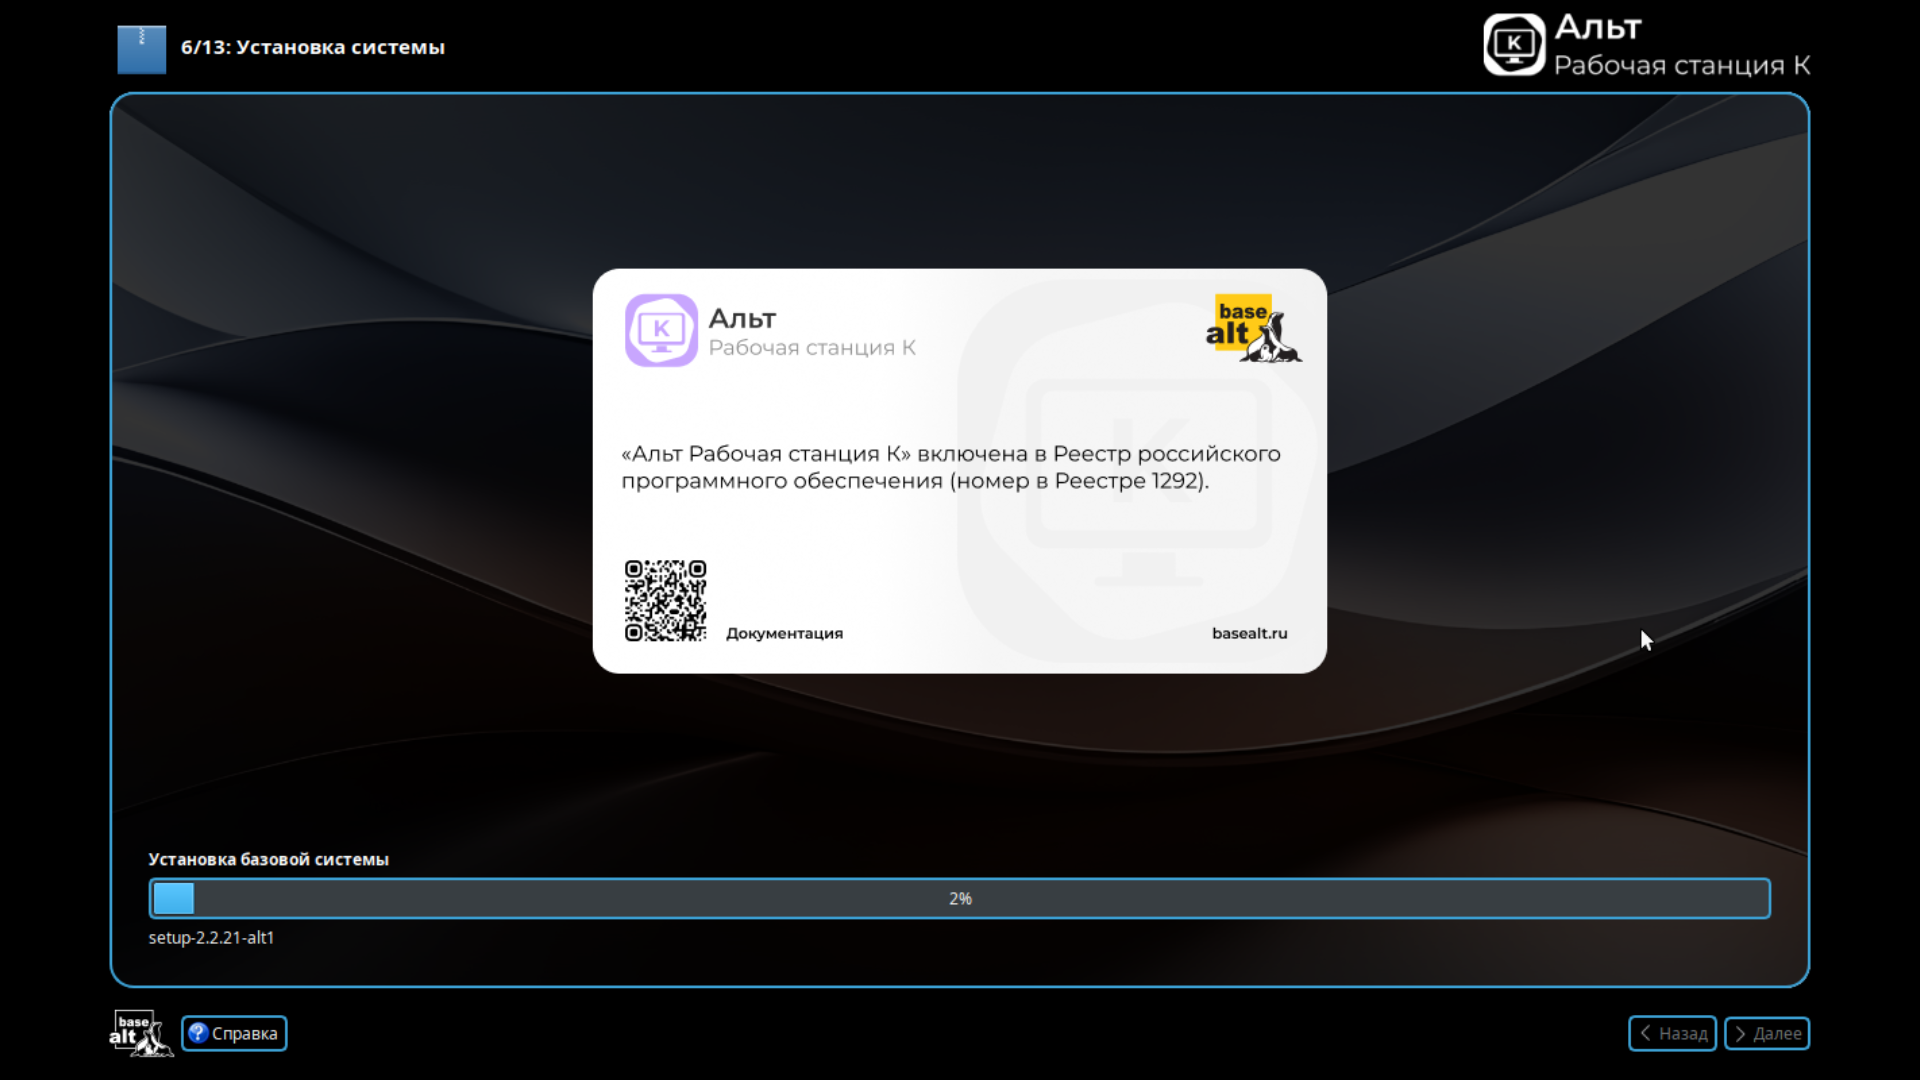 6/13: Установка системы
Альт
Рабочая станция К
K
Альт
Рабочая станция К
K
base
alt
K
«Альт Рабочая станция К» включена в Реестр российского
программного обеспечения (номер в Реестре 1292).
Документация
basealt.ru
Установка базовой системы
2%
setup-2.2.21-alt1
base
alt
Справка
Назад
Далее